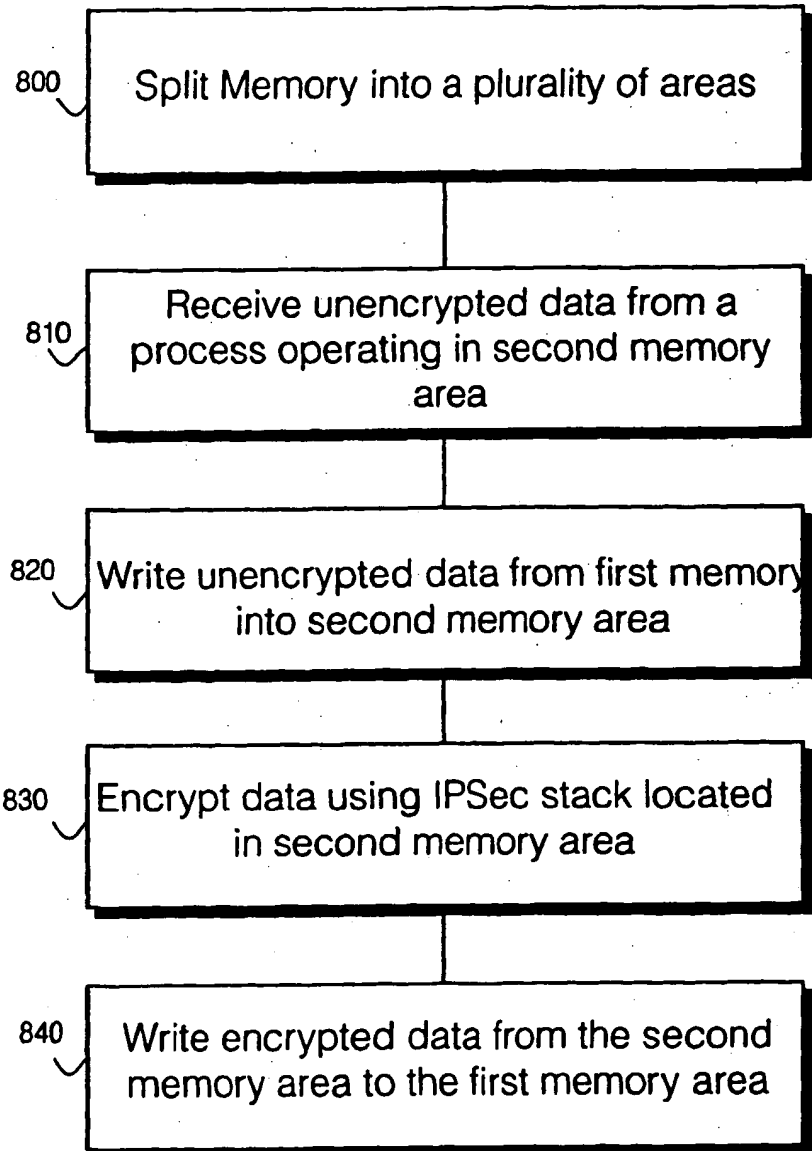 800
Split Memory into a plurality of areas
810
Receive unencrypted data from a
process operating in second memory
area
820
Write unencrypted data from first memory
into second memory area
830
Encrypt data using IPSec stack located
in second memory area
840
Write encrypted data from the second
memory area to the first memory area